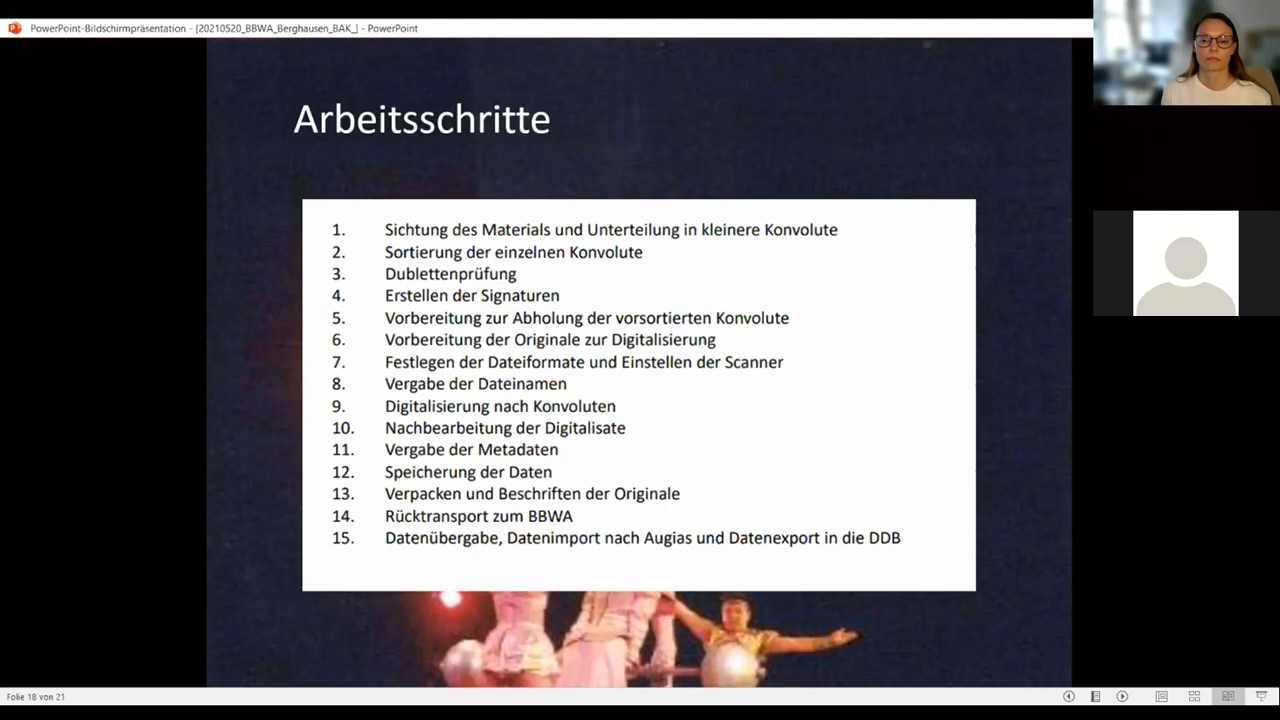 PowerPoint-Bildschirmpräsentation - [20210520_BBWA_Berghausen_BAK_] - PowerPoint
Arbeitsschritte
1. Sichtung des Materials und Unterteilung in kleinere Konvolute
2. Sortierung der einzelnen Konvolute
3. Dublettenprüfung
4. Erstellen der Signaturen
5. Vorbereitung zur Abholung der vorsortierten Konvolute
6. Vorbereitung der Originale zur Digitalisierung
7. Festlegen der Dateiformate und Einstellen der Scanner
8. Vergabe der Dateinamen
9. Digitalisierung nach Konvoluten
10. Nachbearbeitung der Digitalisate
11. Vergabe der Metadaten
12. Speicherung der Daten
13. Verpacken und Beschriften der Originale
14. Rücktransport zum BBWA
15. Datenübergabe, Datenimport nach Augias und Datenexport in die DDB
Folie 18 von 21